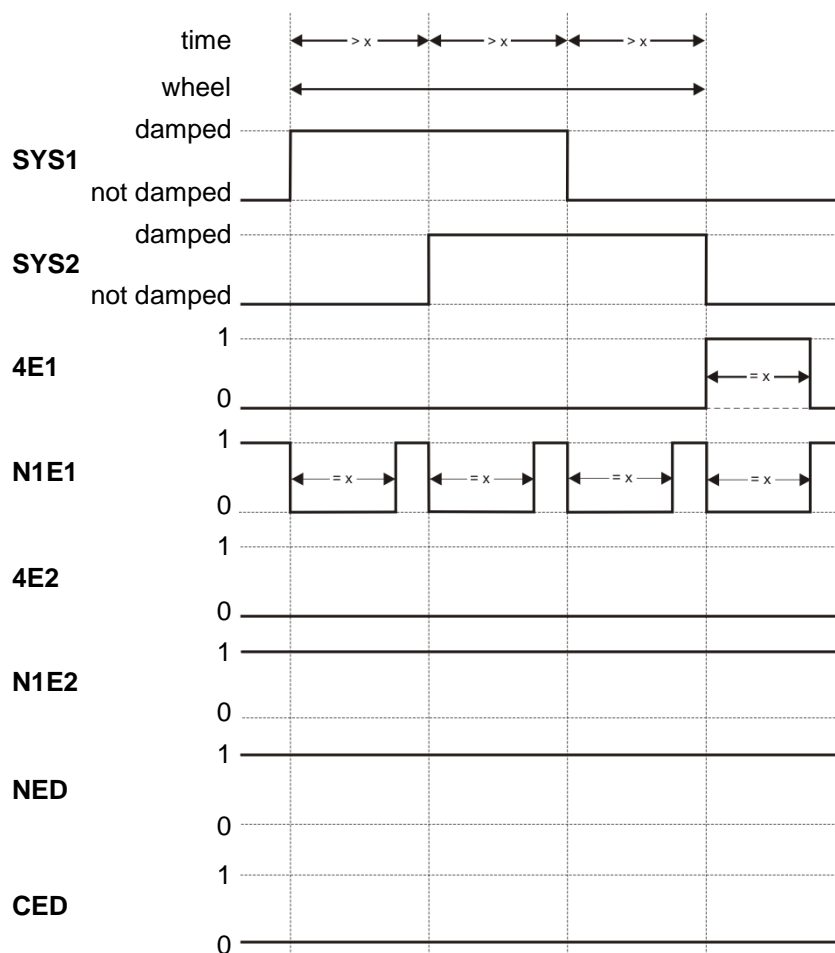 time > x > x > x
wheel
damped
SYS1
not damped
damped
SYS2
not damped
1
4E1 = x
0
1
N1E1 = x = x = x = x
0
1
4E2
0
1
N1E2
0
1
NED
0
1
CED
0